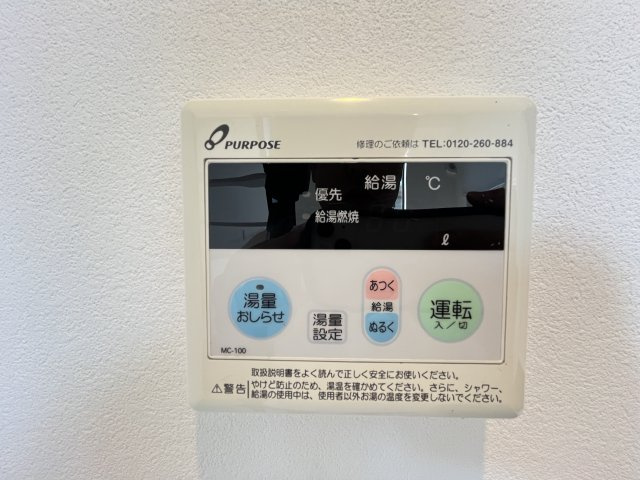 PURPOSE
修理のご依頼は TEL:0120-260-884
給湯 ℃
優先
給湯燃焼
ℓ
湯量
おしらせ
湯量
設定
あつく
給湯
ぬるく
運転
入／切
MC-100
取扱説明書をよく読んで正しく安全にお使いください。
⚠警告 やけど防止のため、湯温を確かめてください。さらに、シャワー、
給湯の使用中は、使用者以外お湯の温度を変更しないでください。